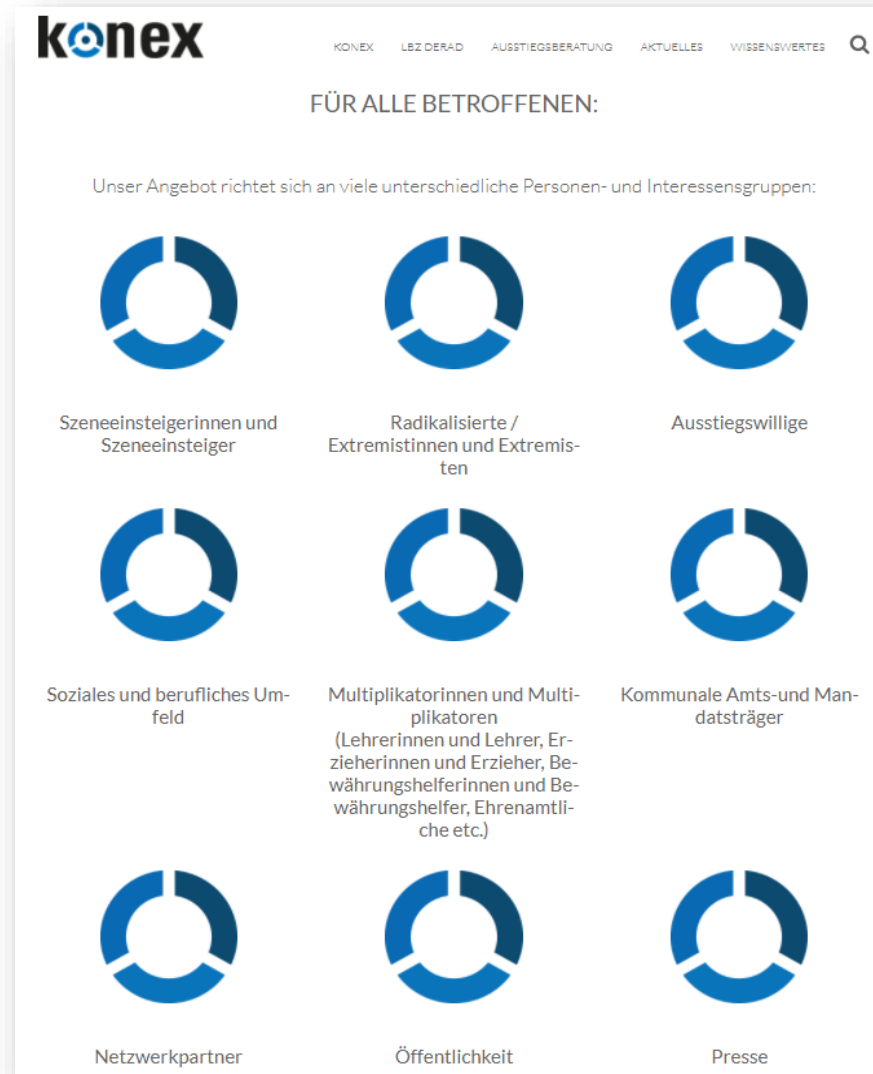 konex
KONEX LBZ DERAD AUSSTIEGSBERATUNG AKTUELLES WISSENSWERTES
FÜR ALLE BETROFFENEN:
Unser Angebot richtet sich an viele unterschiedliche Personen- und Interessensgruppen:
Szeneeinsteigerinnen und
Szeneeinsteiger
Radikalisierte /
Extremistinnen und Extremis-
ten
Ausstiegswillige
Soziales und berufliches Um-
feld
Multiplikatorinnen und Multi-
plikatoren
(Lehrerinnen und Lehrer, Er-
zieherinnen und Erzieher, Be-
währungshelferinnen und Be-
währungshelfer, Ehrenamtli-
che etc.)
Kommunale Amts-und Man-
datsträger
Netzwerkpartner
Öffentlichkeit
Presse